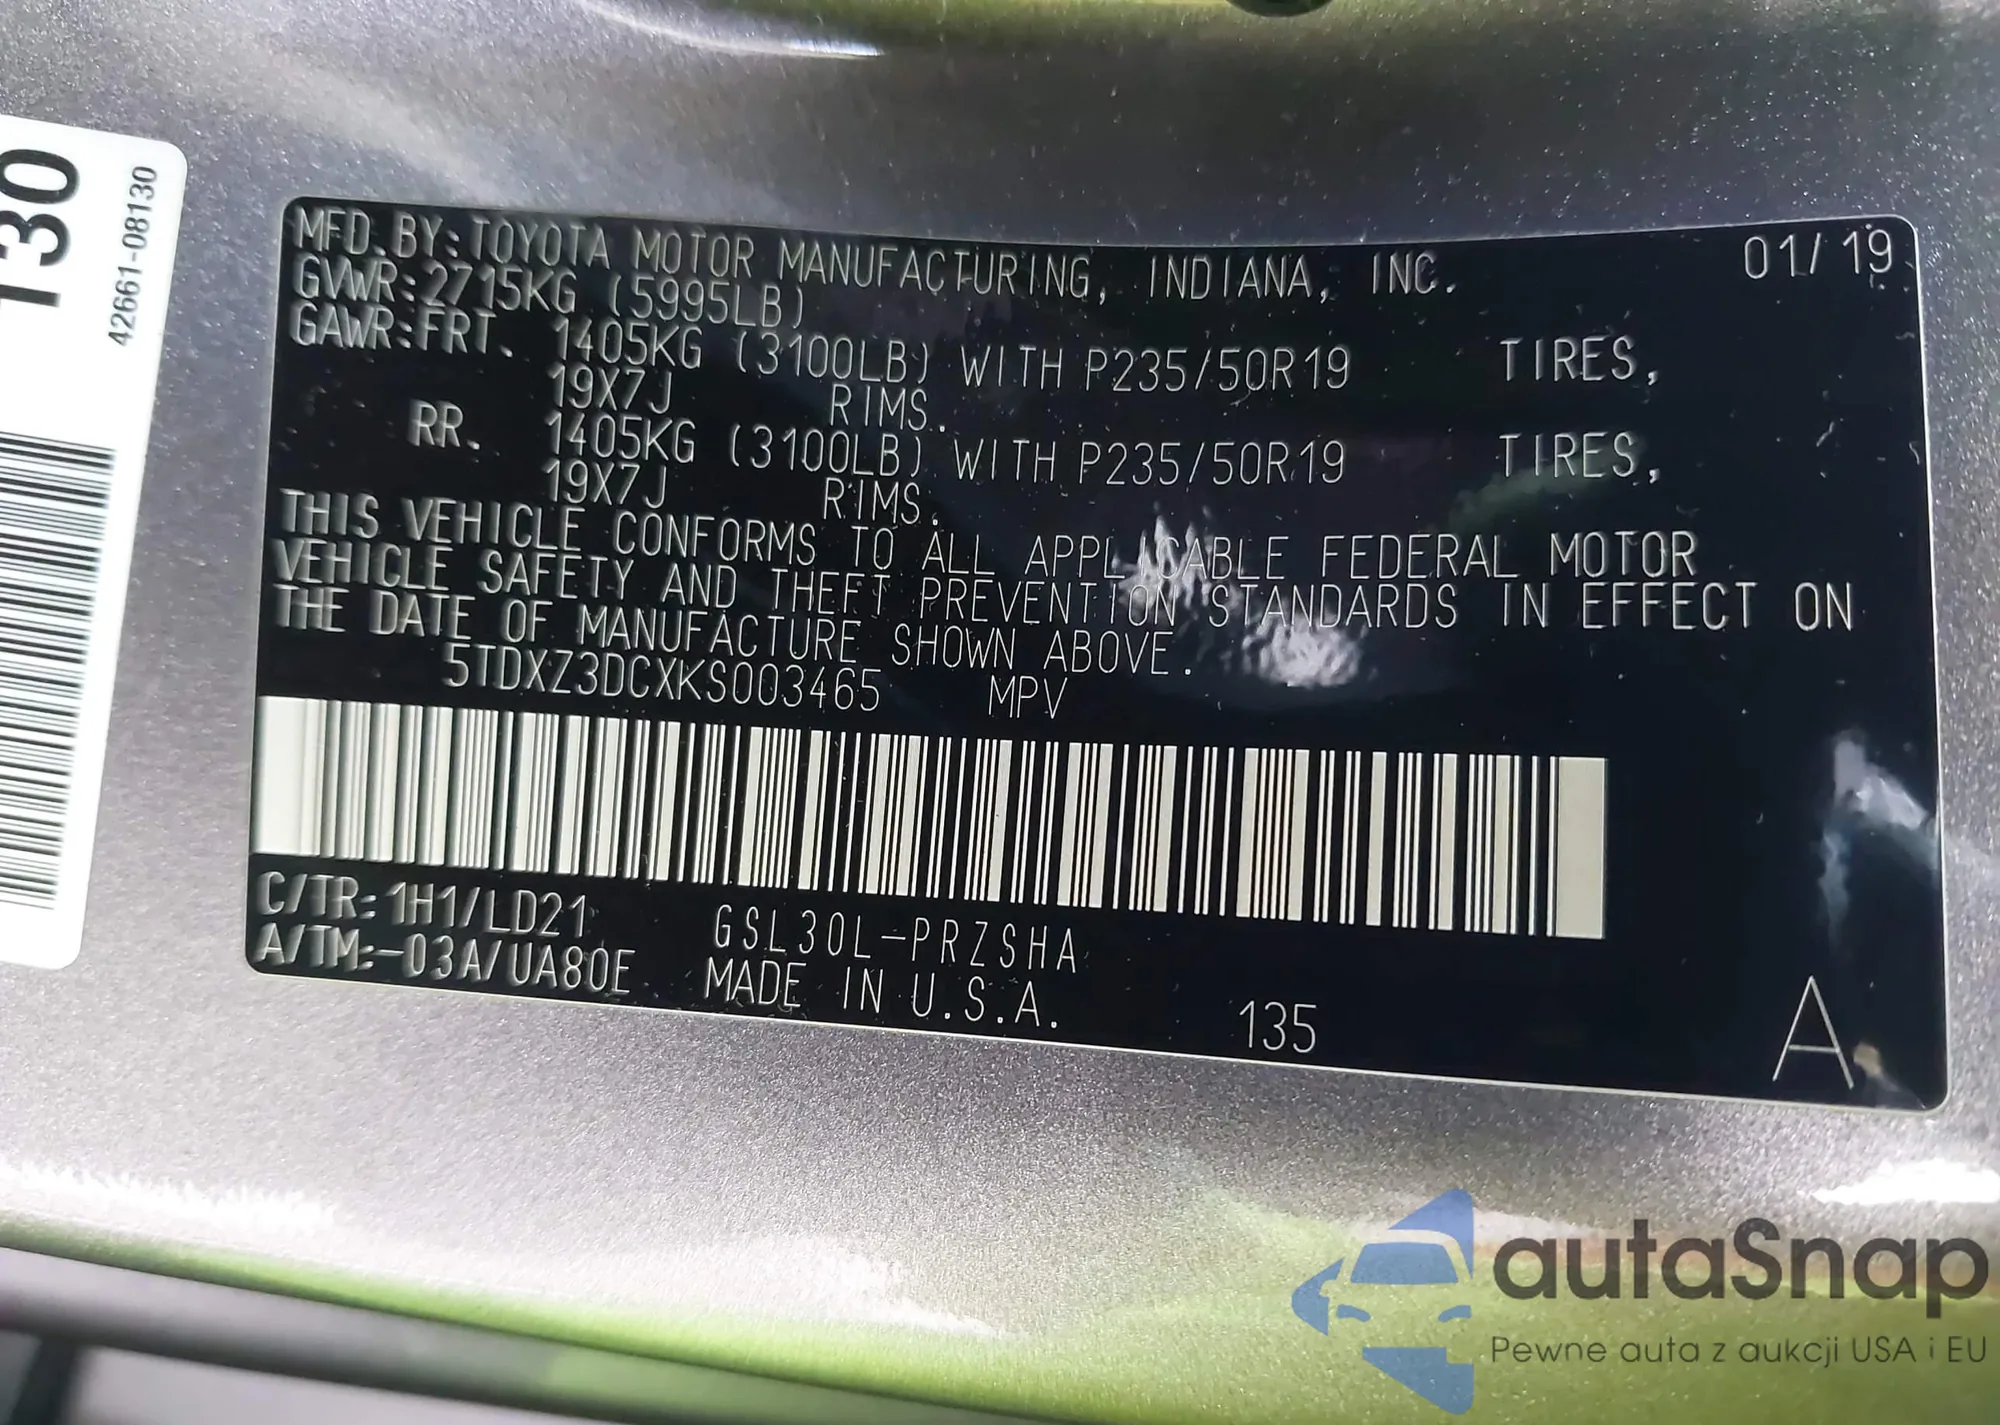 130
42661-08130
MFD. BY: TOYOTA MOTOR MANUFACTURING, INDIANA, INC. 01/19
GVWR: 2715KG (5995LB)
GAWR: FRT. 1405KG (3100LB) WITH P235/50R19 TIRES,
19X7J RIMS.
RR. 1405KG (3100LB) WITH P235/50R19 TIRES,
19X7J RIMS.
THIS VEHICLE CONFORMS TO ALL APPLICABLE FEDERAL MOTOR
VEHICLE SAFETY AND THEFT PREVENTION STANDARDS IN EFFECT ON
THE DATE OF MANUFACTURE SHOWN ABOVE.
5TDXZ3DCXKS003465 MPV
C/TR: 1H1/LD21 GSL30L-PRZSHA
A/TM: -03A/UA80E MADE IN U.S.A. 135 A
autaSnap
Pewne auta z aukcji USA i EU